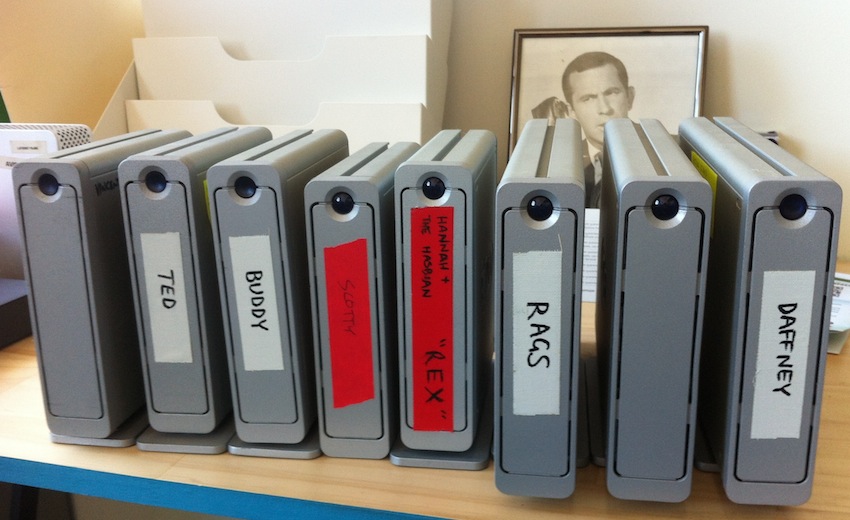 TED
BUDDY
SCOTTY
HANNAH +
THE HASBIAN
"REX"
RAGS
DAFFNEY